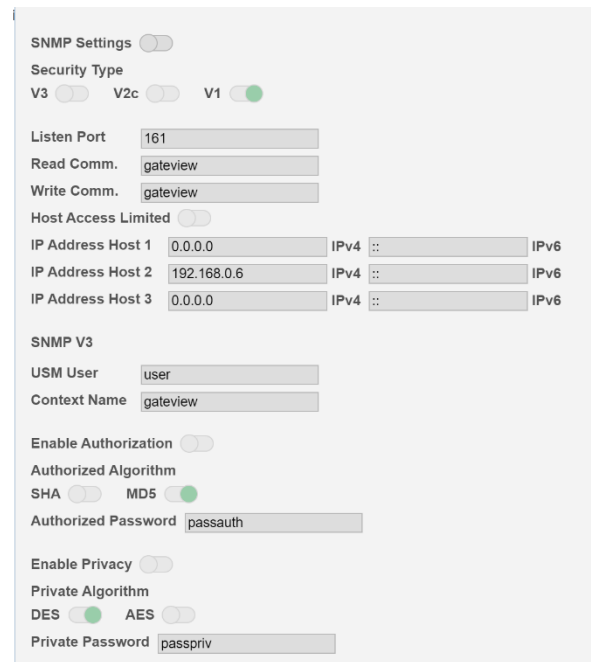 SNMP Settings
Security Type
V3 V2c V1
Listen Port 161
Read Comm. gateview
Write Comm. gateview
Host Access Limited
IP Address Host 1 0.0.0.0 IPv4 :: IPv6
IP Address Host 2 192.168.0.6 IPv4 :: IPv6
IP Address Host 3 0.0.0.0 IPv4 :: IPv6
SNMP V3
USM User user
Context Name gateview
Enable Authorization
Authorized Algorithm
SHA MD5
Authorized Password passauth
Enable Privacy
Private Algorithm
DES AES
Private Password passpriv